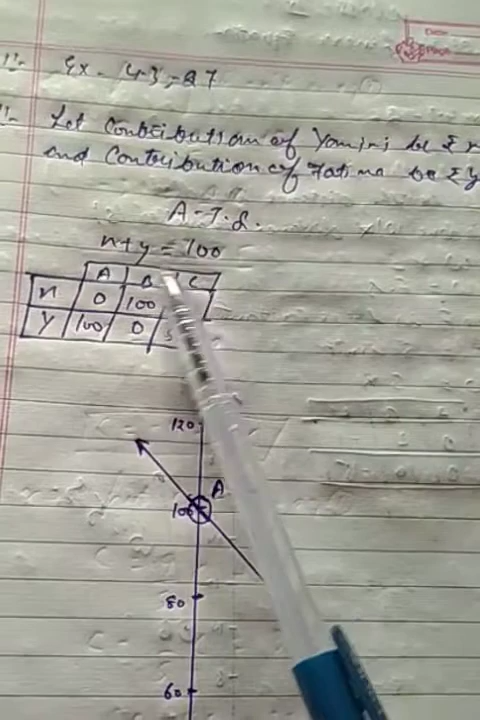 Ex - 4.3, Q7
Let Contribution of Yamini be ₹ x
and Contribution of Fatima be ₹ y
A.T.Q.
x+y = 100
A B C
x 0 100
y 100 0 5
120
A
100
80
60